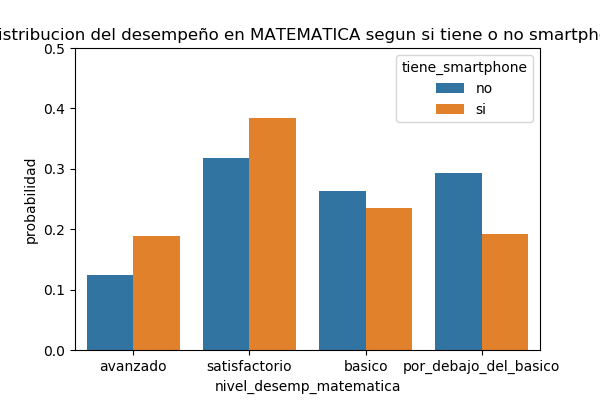 istribucion del desempeño en MATEMATICA segun si tiene o no smartph
0.5
0.4
0.3
0.2
0.1
0.0
probabilidad
tiene_smartphone
no
si
avanzado satisfactorio basico por_debajo_del_basico
nivel_desemp_matematica